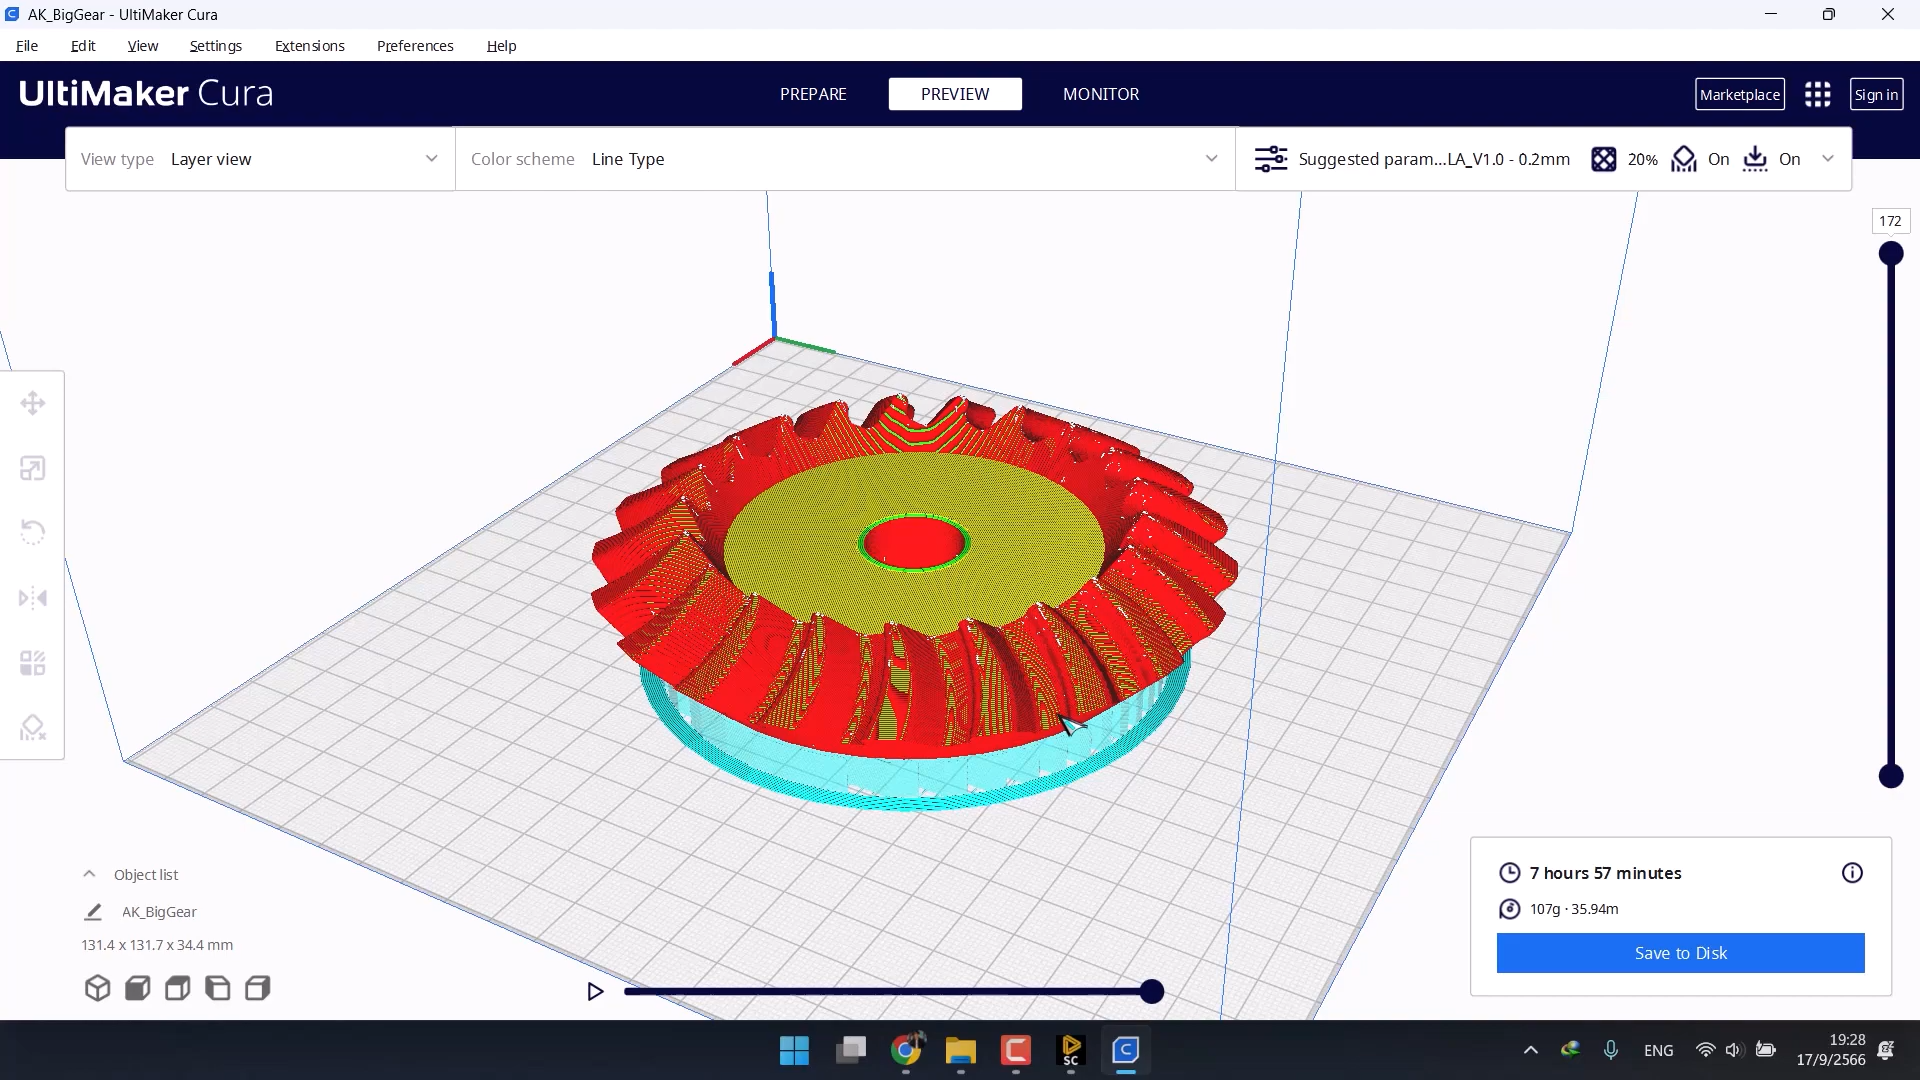 AK_BigGear - UltiMaker Cura
File Edit View Settings Extensions Preferences Help
UltiMaker Cura
PREPARE PREVIEW MONITOR
Marketplace Sign in
View type Layer view
Color scheme Line Type
Suggested param...LA_V1.0 - 0.2mm 20% On On
172
Object list
AK_BigGear
131.4 x 131.7 x 34.4 mm
7 hours 57 minutes
107g · 35.94m
Save to Disk
SC
ENG
19:28
17/9/2566